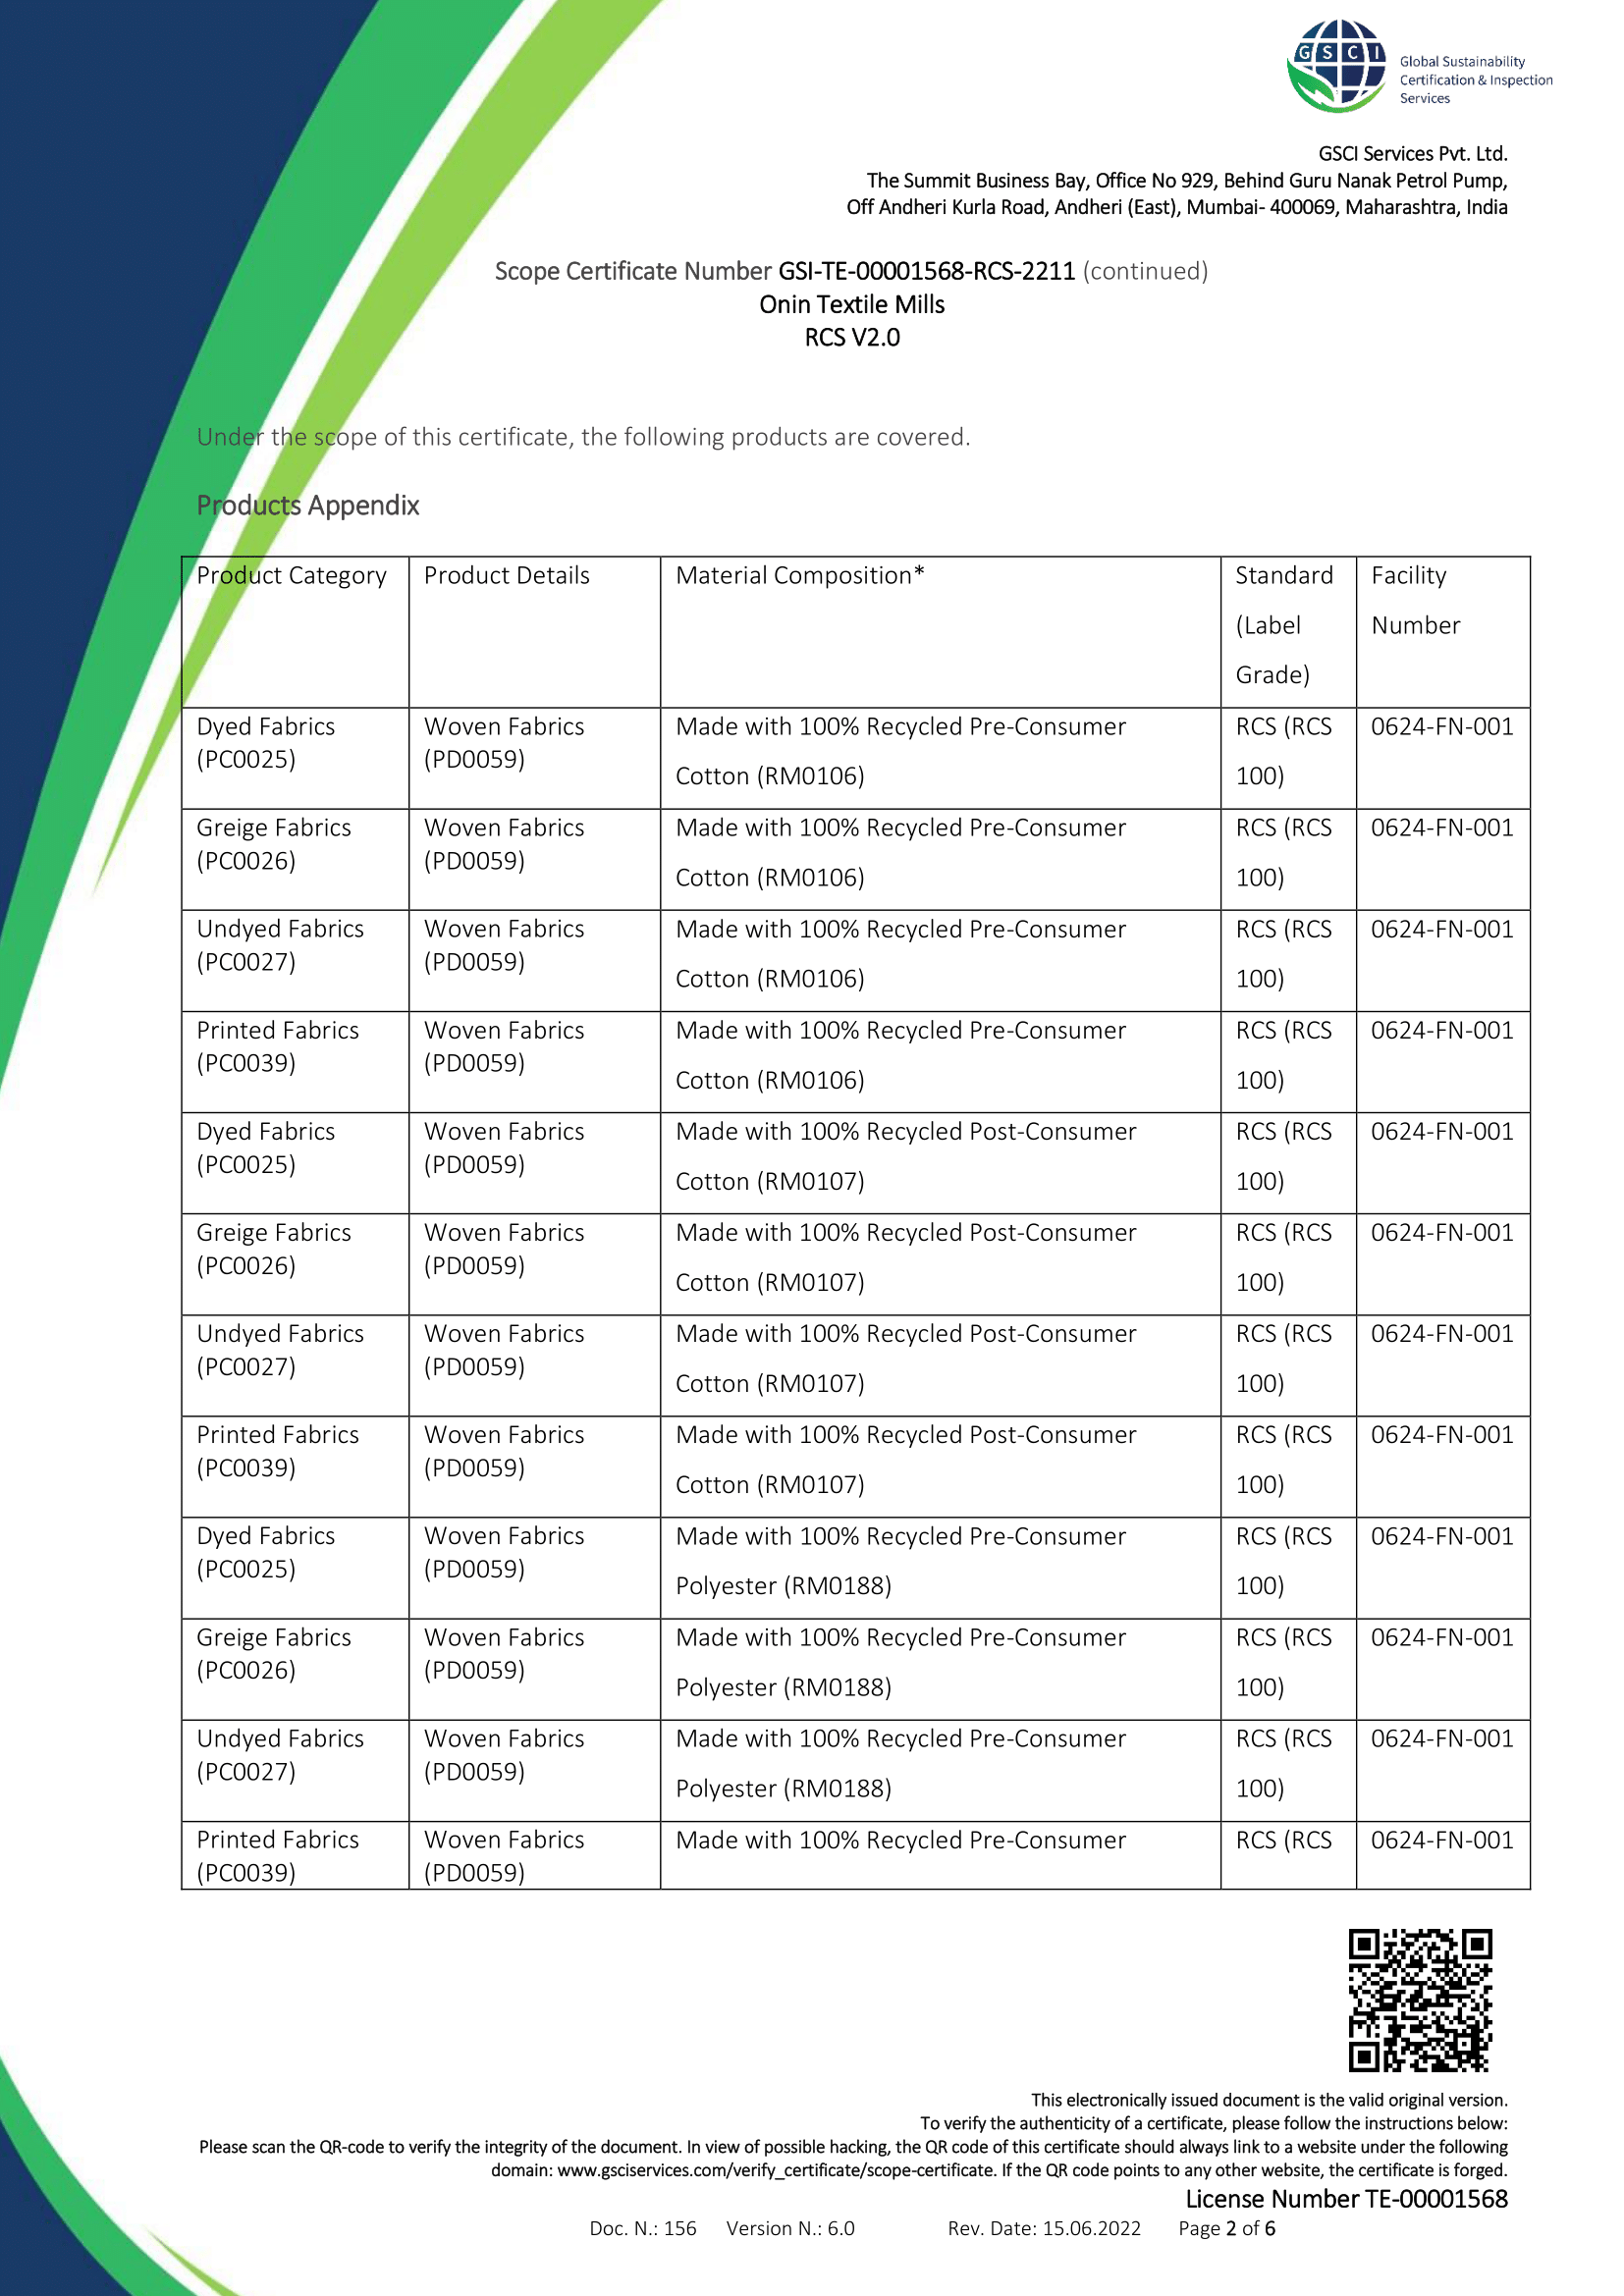 G S C I
Global Sustainability
Certification & Inspection
Services
GSCI Services Pvt. Ltd.
The Summit Business Bay, Office No 929, Behind Guru Nanak Petrol Pump,
Off Andheri Kurla Road, Andheri (East), Mumbai- 400069, Maharashtra, India
Scope Certificate Number GSI-TE-00001568-RCS-2211 (continued)
Onin Textile Mills
RCS V2.0
Under the scope of this certificate, the following products are covered.
Products Appendix
Product Category Product Details Material Composition* Standard Facility
(Label Number
Grade)
Dyed Fabrics Woven Fabrics Made with 100% Recycled Pre-Consumer RCS (RCS 0624-FN-001
(PC0025) (PD0059) Cotton (RM0106) 100)
Greige Fabrics Woven Fabrics Made with 100% Recycled Pre-Consumer RCS (RCS 0624-FN-001
(PC0026) (PD0059) Cotton (RM0106) 100)
Undyed Fabrics Woven Fabrics Made with 100% Recycled Pre-Consumer RCS (RCS 0624-FN-001
(PC0027) (PD0059) Cotton (RM0106) 100)
Printed Fabrics Woven Fabrics Made with 100% Recycled Pre-Consumer RCS (RCS 0624-FN-001
(PC0039) (PD0059) Cotton (RM0106) 100)
Dyed Fabrics Woven Fabrics Made with 100% Recycled Post-Consumer RCS (RCS 0624-FN-001
(PC0025) (PD0059) Cotton (RM0107) 100)
Greige Fabrics Woven Fabrics Made with 100% Recycled Post-Consumer RCS (RCS 0624-FN-001
(PC0026) (PD0059) Cotton (RM0107) 100)
Undyed Fabrics Woven Fabrics Made with 100% Recycled Post-Consumer RCS (RCS 0624-FN-001
(PC0027) (PD0059) Cotton (RM0107) 100)
Printed Fabrics Woven Fabrics Made with 100% Recycled Post-Consumer RCS (RCS 0624-FN-001
(PC0039) (PD0059) Cotton (RM0107) 100)
Dyed Fabrics Woven Fabrics Made with 100% Recycled Pre-Consumer RCS (RCS 0624-FN-001
(PC0025) (PD0059) Polyester (RM0188) 100)
Greige Fabrics Woven Fabrics Made with 100% Recycled Pre-Consumer RCS (RCS 0624-FN-001
(PC0026) (PD0059) Polyester (RM0188) 100)
Undyed Fabrics Woven Fabrics Made with 100% Recycled Pre-Consumer RCS (RCS 0624-FN-001
(PC0027) (PD0059) Polyester (RM0188) 100)
Printed Fabrics Woven Fabrics Made with 100% Recycled Pre-Consumer RCS (RCS 0624-FN-001
(PC0039) (PD0059)
This electronically issued document is the valid original version.
To verify the authenticity of a certificate, please follow the instructions below:
Please scan the QR-code to verify the integrity of the document. In view of possible hacking, the QR code of this certificate should always link to a website under the following
domain: www.gsciservices.com/verify_certificate/scope-certificate. If the QR code points to any other website, the certificate is forged.
License Number TE-00001568
Doc. N.: 156 Version N.: 6.0 Rev. Date: 15.06.2022 Page 2 of 6